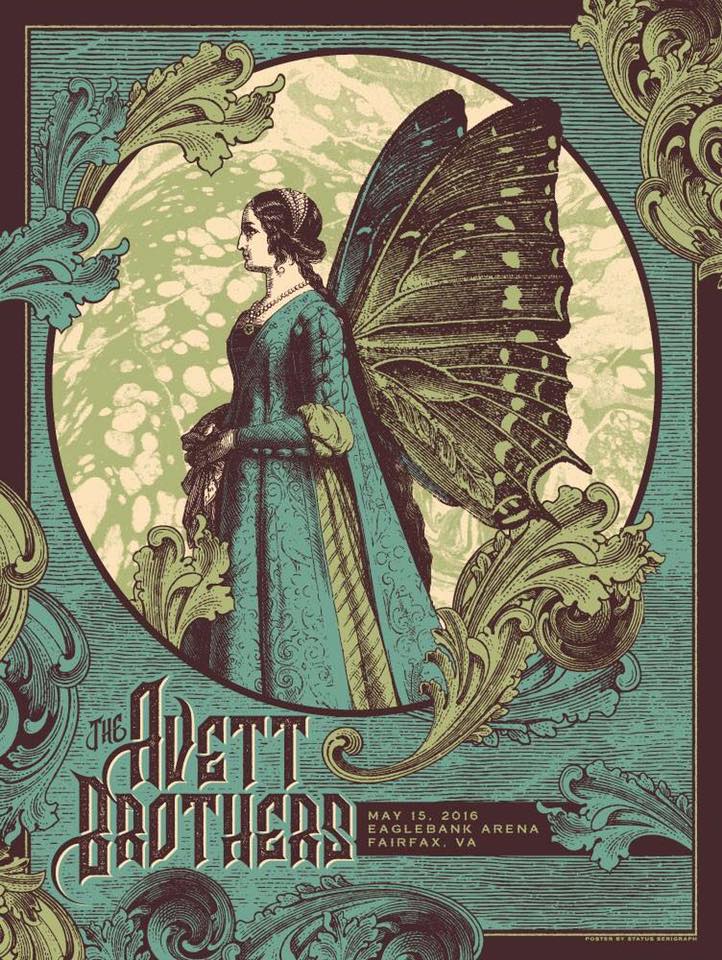 THE AVETT
BROTHERS
MAY 15, 2016
EAGLEBANK ARENA
FAIRFAX, VA
POSTER BY STATUS SERIGRAPH